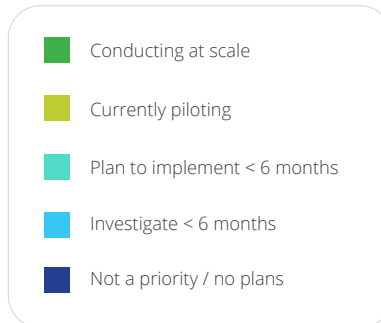 Conducting at scale
Currently piloting
Plan to implement < 6 months
Investigate < 6 months
Not a priority / no plans